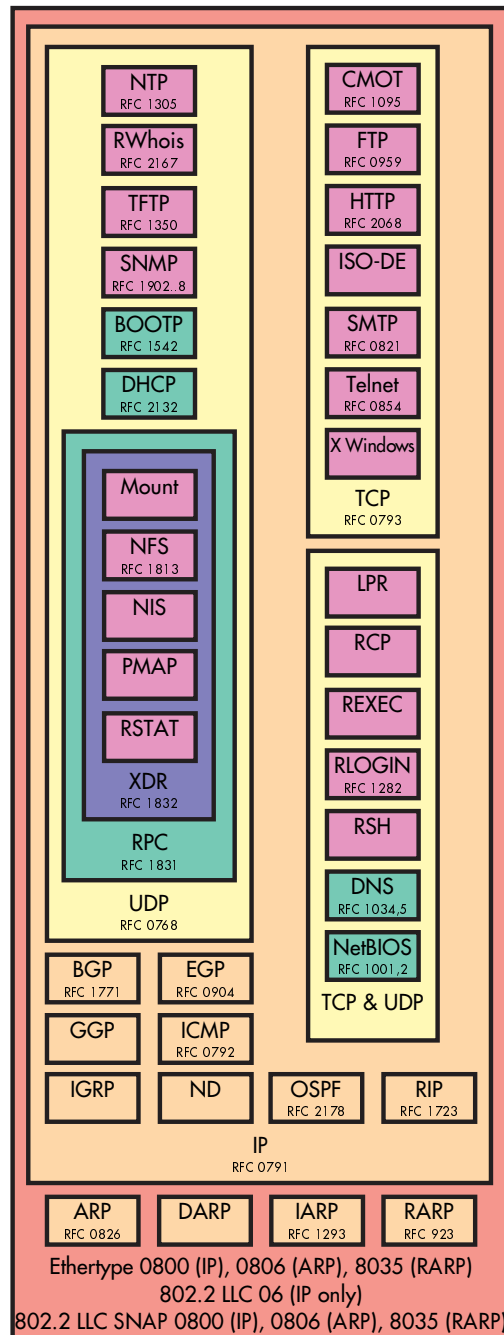 NTP
RFC 1305
RWhois
RFC 2167
TFTP
RFC 1350
SNMP
RFC 1902..8
BOOTP
RFC 1542
DHCP
RFC 2132
Mount
NFS
RFC 1813
NIS
PMAP
RSTAT
XDR
RFC 1832
RPC
RFC 1831
UDP
RFC 0768
CMOT
RFC 1095
FTP
RFC 0959
HTTP
RFC 2068
ISO-DE
SMTP
RFC 0821
Telnet
RFC 0854
X Windows
TCP
RFC 0793
LPR
RCP
REXEC
RLOGIN
RFC 1282
RSH
DNS
RFC 1034,5
NetBIOS
RFC 1001,2
TCP & UDP
BGP
RFC 1771
EGP
RFC 0904
GGP
ICMP
RFC 0792
IGRP
ND
OSPF
RFC 2178
RIP
RFC 1723
IP
RFC 0791
ARP
RFC 0826
DARP
IARP
RFC 1293
RARP
RFC 923
Ethertype 0800 (IP), 0806 (ARP), 8035 (RARP)
802.2 LLC 06 (IP only)
802.2 LLC SNAP 0800 (IP), 0806 (ARP), 8035 (RARP)